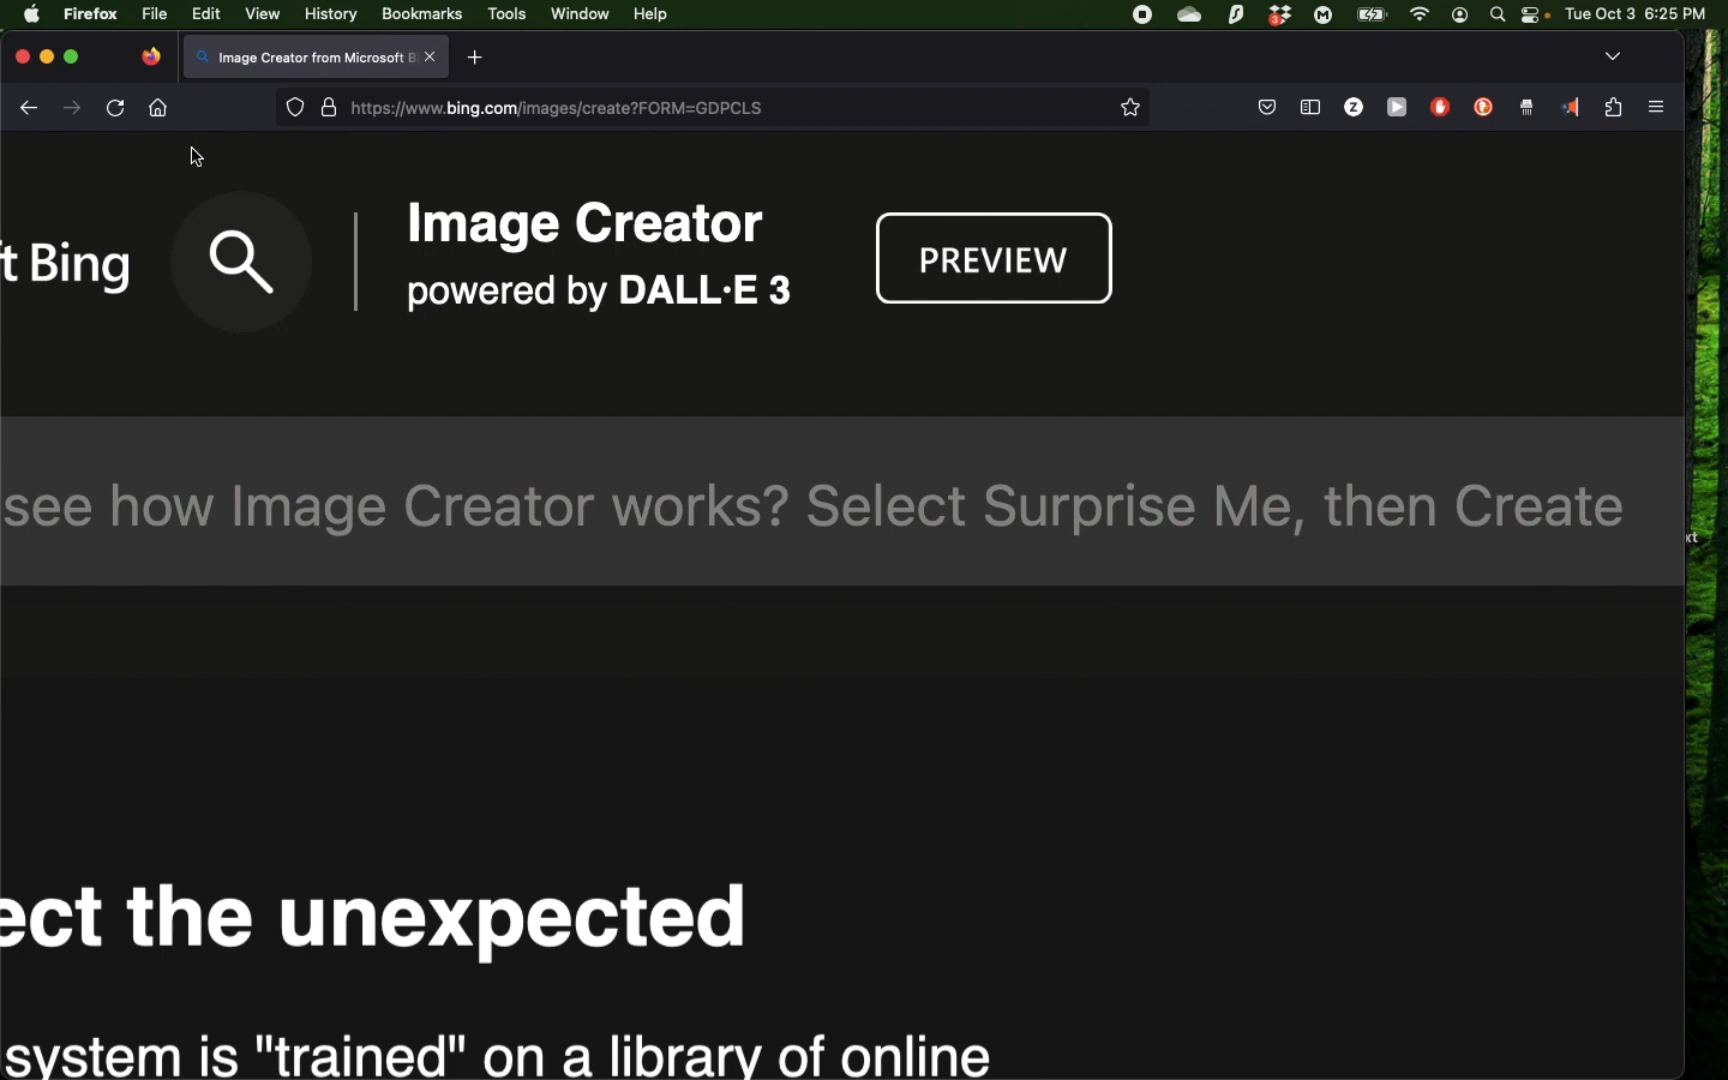 Firefox File Edit View History Bookmarks Tools Window Help Tue Oct 3 6:25 PM
Image Creator from Microsoft B
https://www.bing.com/images/create?FORM=GDPCLS
t Bing
Image Creator
powered by DALL·E 3
PREVIEW
see how Image Creator works? Select Surprise Me, then Create
xt
ect the unexpected
system is "trained" on a library of online